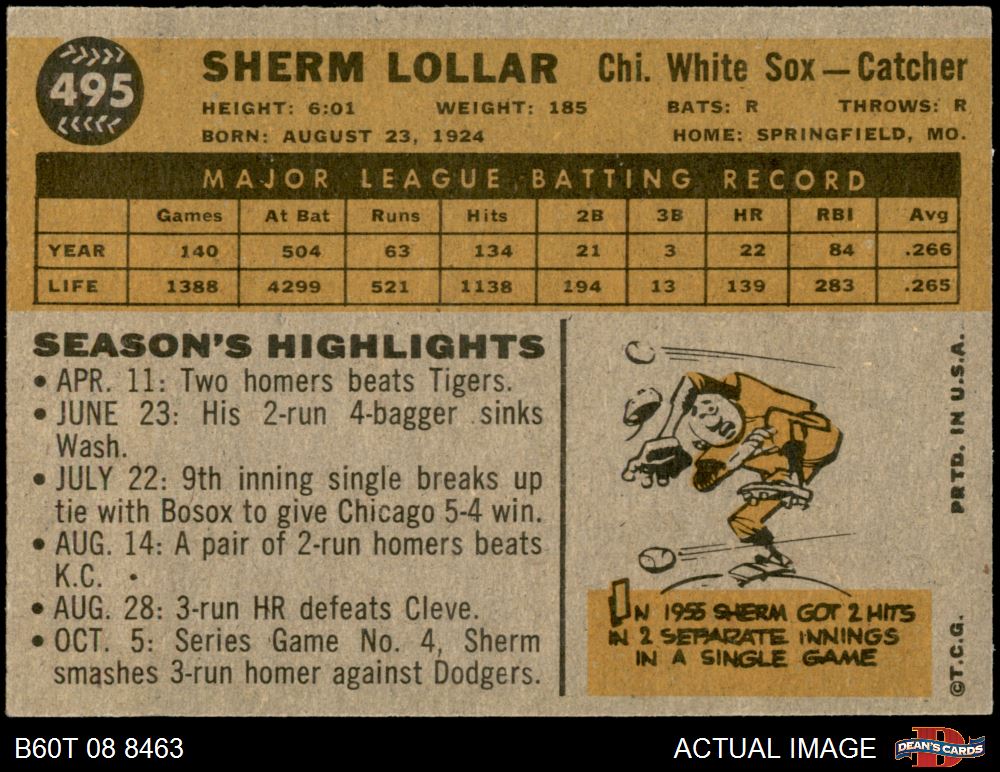 495
SHERM LOLLAR Chi. White Sox — Catcher
HEIGHT: 6:01 WEIGHT: 185 BATS: R THROWS: R
BORN: AUGUST 23, 1924 HOME: SPRINGFIELD, MO.
MAJOR LEAGUE BATTING RECORD
Games At Bat Runs Hits 2B 3B HR RBI Avg
YEAR 140 504 63 134 21 3 22 84 .266
LIFE 1388 4299 521 1138 194 13 139 283 .265
SEASON'S HIGHLIGHTS
• APR. 11: Two homers beats Tigers.
• JUNE 23: His 2-run 4-bagger sinks
Wash.
• JULY 22: 9th inning single breaks up
tie with Bosox to give Chicago 5-4 win.
• AUG. 14: A pair of 2-run homers beats
K.C.
• AUG. 28: 3-run HR defeats Cleve.
• OCT. 5: Series Game No. 4, Sherm
smashes 3-run homer against Dodgers.
IN 1955 SHERM GOT 2 HITS
IN 2 SEPARATE INNINGS
IN A SINGLE GAME
©T.C.G. PRTD. IN U.S.A.
B60T 08 8463 ACTUAL IMAGE
DEAN'S CARDS